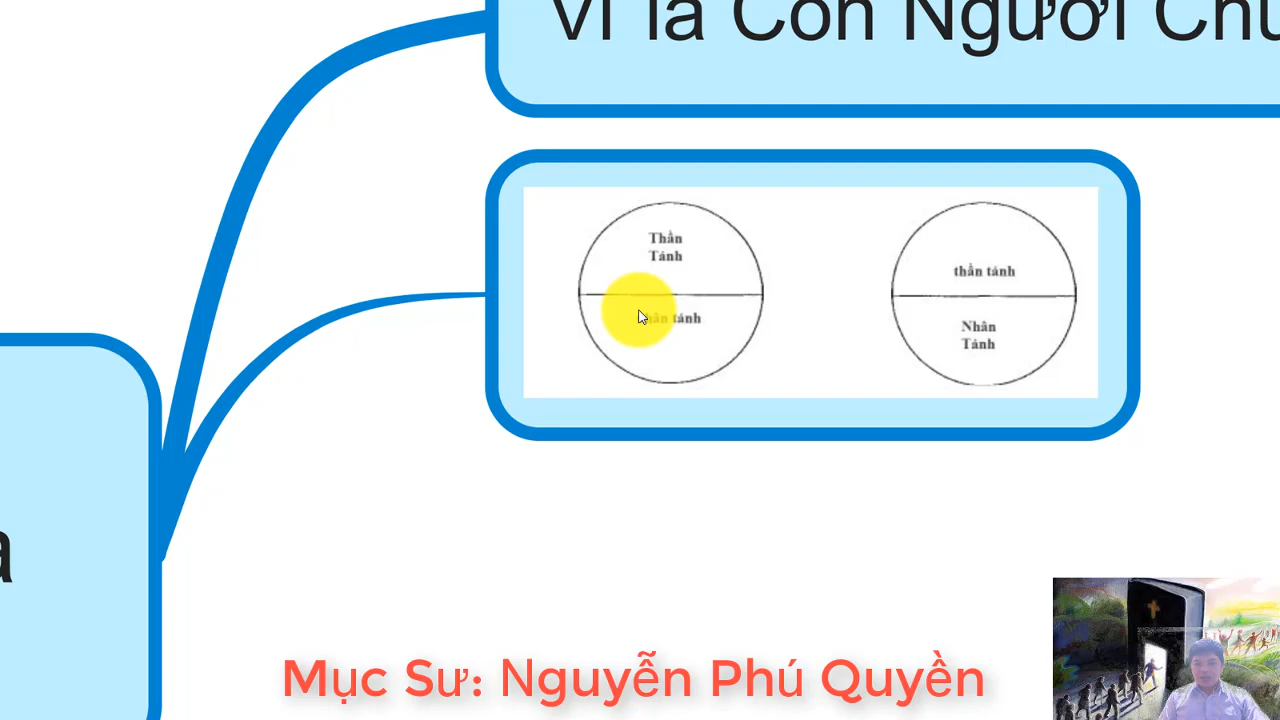 Vì là Con Người Chú
Thần
Tánh
tánh
thần tánh
Nhân
Tánh
Mục Sư: Nguyễn Phú Quyền